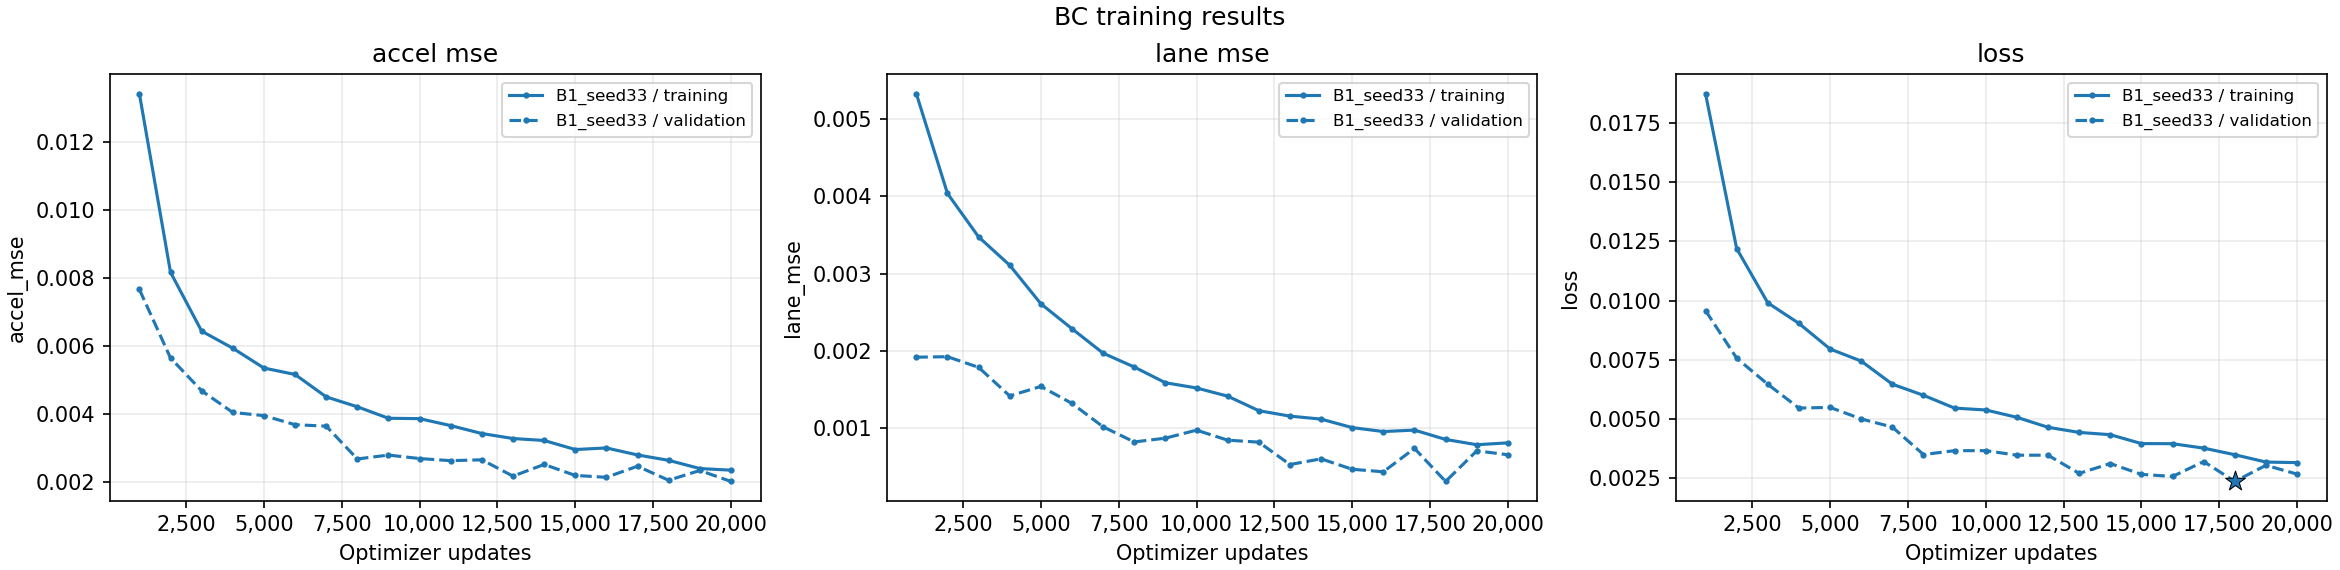 BC training results
accel mse
B1_seed33 / training
B1_seed33 / validation
0.012
0.010
0.008
0.006
0.004
0.002
accel_mse
2,500 5,000 7,500 10,000 12,500 15,000 17,500 20,000
Optimizer updates
lane mse
B1_seed33 / training
B1_seed33 / validation
0.005
0.004
0.003
0.002
0.001
lane_mse
2,500 5,000 7,500 10,000 12,500 15,000 17,500 20,000
Optimizer updates
loss
B1_seed33 / training
B1_seed33 / validation
0.0175
0.0150
0.0125
0.0100
0.0075
0.0050
0.0025
loss
2,500 5,000 7,500 10,000 12,500 15,000 17,500 20,000
Optimizer updates